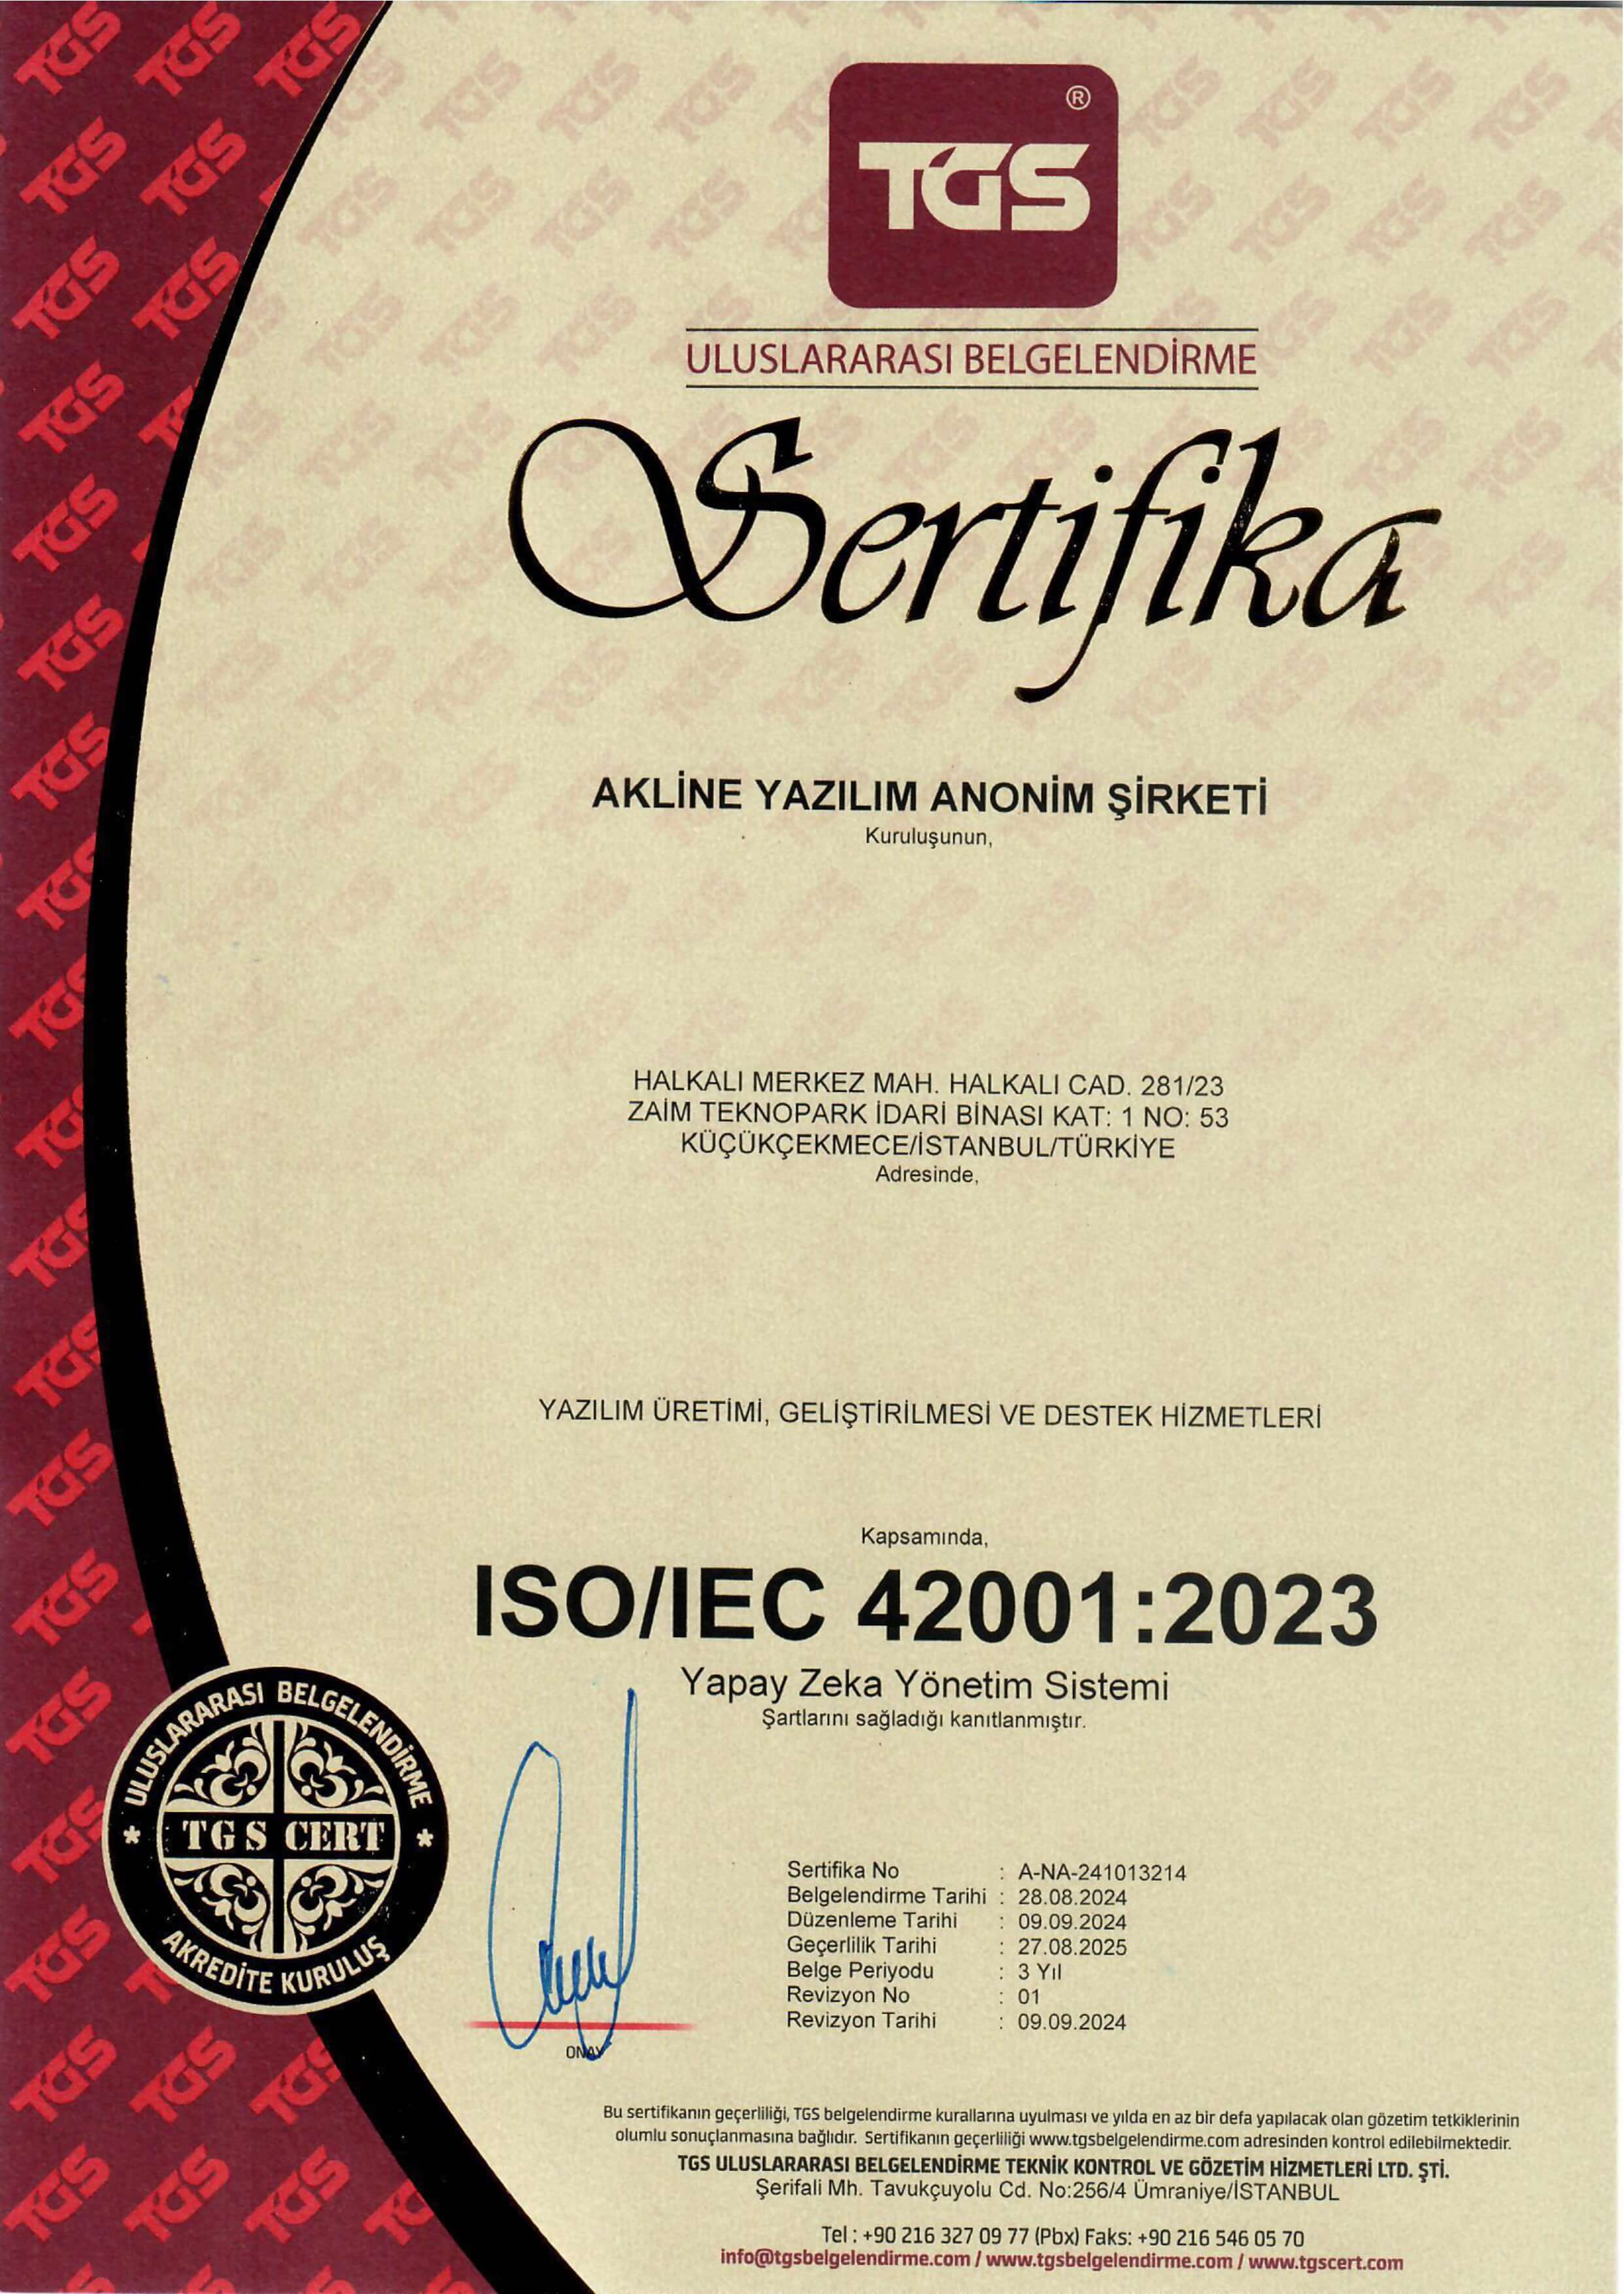 TGS
®
ULUSLARARASI BELGELENDİRME
Sertifika
AKLİNE YAZILIM ANONİM ŞİRKETİ
Kuruluşunun,
HALKALI MERKEZ MAH. HALKALI CAD. 281/23
ZAİM TEKNOPARK İDARİ BİNASI KAT: 1 NO: 53
KÜÇÜKÇEKMECE/İSTANBUL/TÜRKİYE
Adresinde,
YAZILIM ÜRETİMİ, GELİŞTİRİLMESİ VE DESTEK HİZMETLERİ
Kapsamında,
ISO/IEC 42001:2023
Yapay Zeka Yönetim Sistemi
Şartlarını sağladığı kanıtlanmıştır.
* ULUSLARARASI BELGELENDİRME *
TGS CERT
AKREDİTE KURULUŞ
ONAY
Sertifika No : A-NA-241013214
Belgelendirme Tarihi : 28.08.2024
Düzenleme Tarihi : 09.09.2024
Geçerlilik Tarihi : 27.08.2025
Belge Periyodu : 3 Yıl
Revizyon No : 01
Revizyon Tarihi : 09.09.2024
Bu sertifikanın geçerliliği, TGS belgelendirme kurallarına uyulması ve yılda en az bir defa yapılacak olan gözetim tetkiklerinin
olumlu sonuçlanmasına bağlıdır. Sertifikanın geçerliliği www.tgsbelgelendirme.com adresinden kontrol edilebilmektedir.
TGS ULUSLARARASI BELGELENDİRME TEKNİK KONTROL VE GÖZETİM HİZMETLERİ LTD. ŞTİ.
Şerifali Mh. Tavukçuyolu Cd. No:256/4 Ümraniye/İSTANBUL
Tel : +90 216 327 09 77 (Pbx) Faks: +90 216 546 05 70
info@tgsbelgelendirme.com / www.tgsbelgelendirme.com / www.tgscert.com